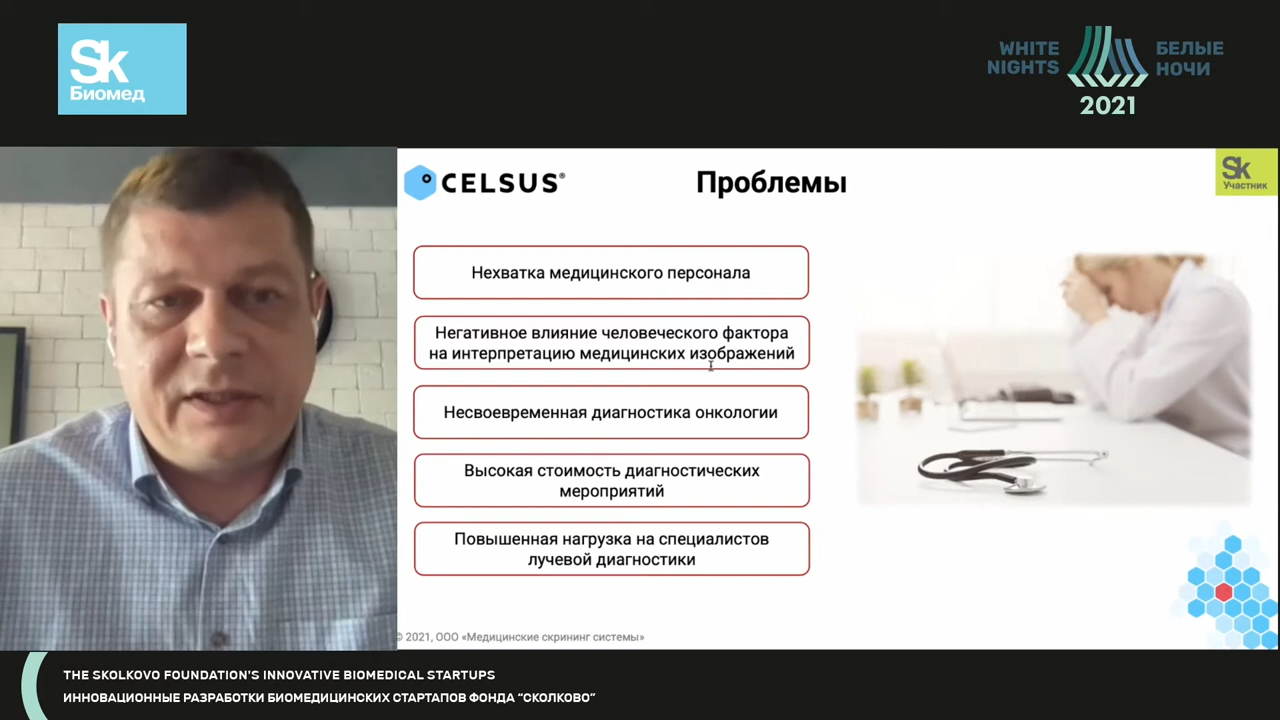 Sk
Биомед
WHITE
NIGHTS
БЕЛЫЕ
НОЧИ
2021
CELSUS®
Проблемы
Sk
Участник
Нехватка медицинского персонала
Негативное влияние человеческого фактора
на интерпретацию медицинских изображений
Несвоевременная диагностика онкологии
Высокая стоимость диагностических
мероприятий
Повышенная нагрузка на специалистов
лучевой диагностики
© 2021, ООО «Медицинские скрининг системы»
THE SKOLKOVO FOUNDATION'S INNOVATIVE BIOMEDICAL STARTUPS
ИННОВАЦИОННЫЕ РАЗРАБОТКИ БИОМЕДИЦИНСКИХ СТАРТАПОВ ФОНДА "СКОЛКОВО"